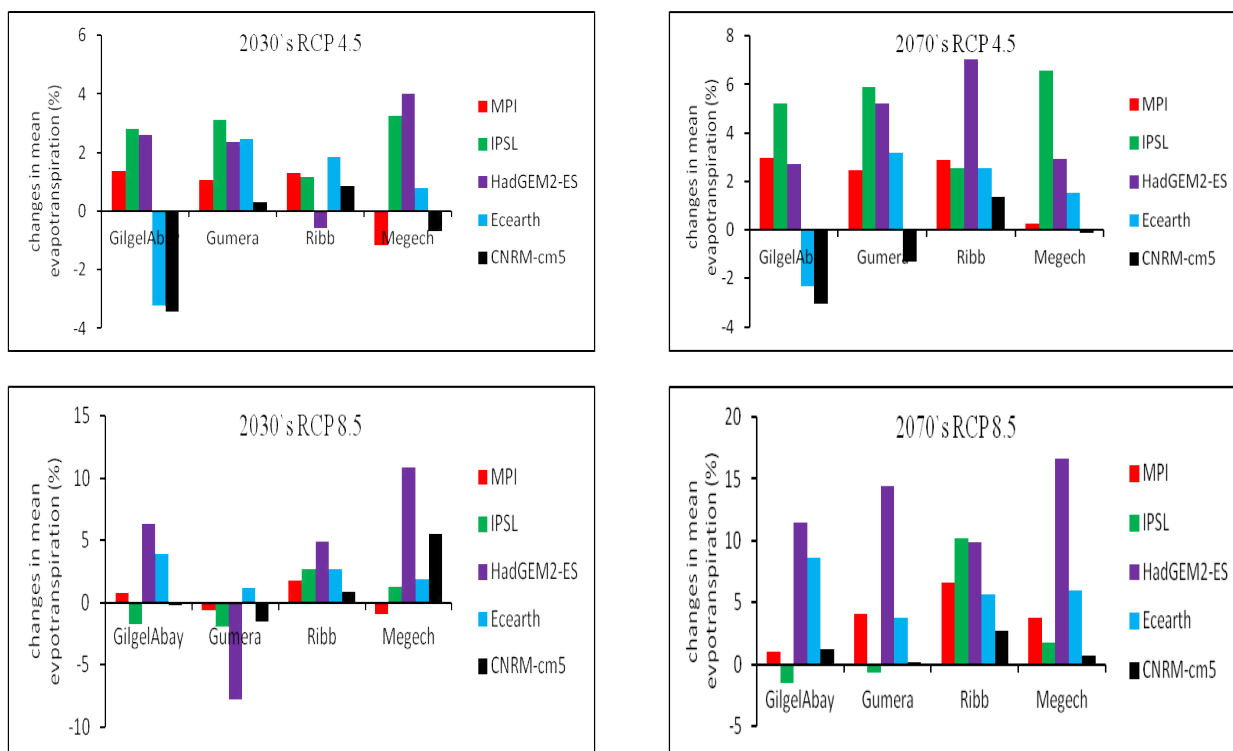 2030`s RCP 4.5
changes in mean
evapotranspiration (%)
6
4
2
0
-2
-4
GilgelAbay
Gumera
Ribb
Megech
MPI
IPSL
HadGEM2-ES
Ecearth
CNRM-cm5
2070`s RCP 4.5
changes in mean
evapotranspiration (%)
8
6
4
2
0
-2
-4
GilgelAbay
Gumera
Ribb
Megech
MPI
IPSL
HadGEM2-ES
Ecearth
CNRM-cm5
2030`s RCP 8.5
changes in mean
evpotranspiration (%)
15
10
5
0
-5
-10
GilgelAbay
Gumera
Ribb
Megech
MPI
IPSL
HadGEM2-ES
Ecearth
CNRM-cm5
2070`s RCP 8.5
changes in mean
evpotranspiration (%)
20
15
10
5
0
-5
GilgelAbay
Gumera
Ribb
Megech
MPI
IPSL
HadGEM2-ES
Ecearth
CNRM-cm5